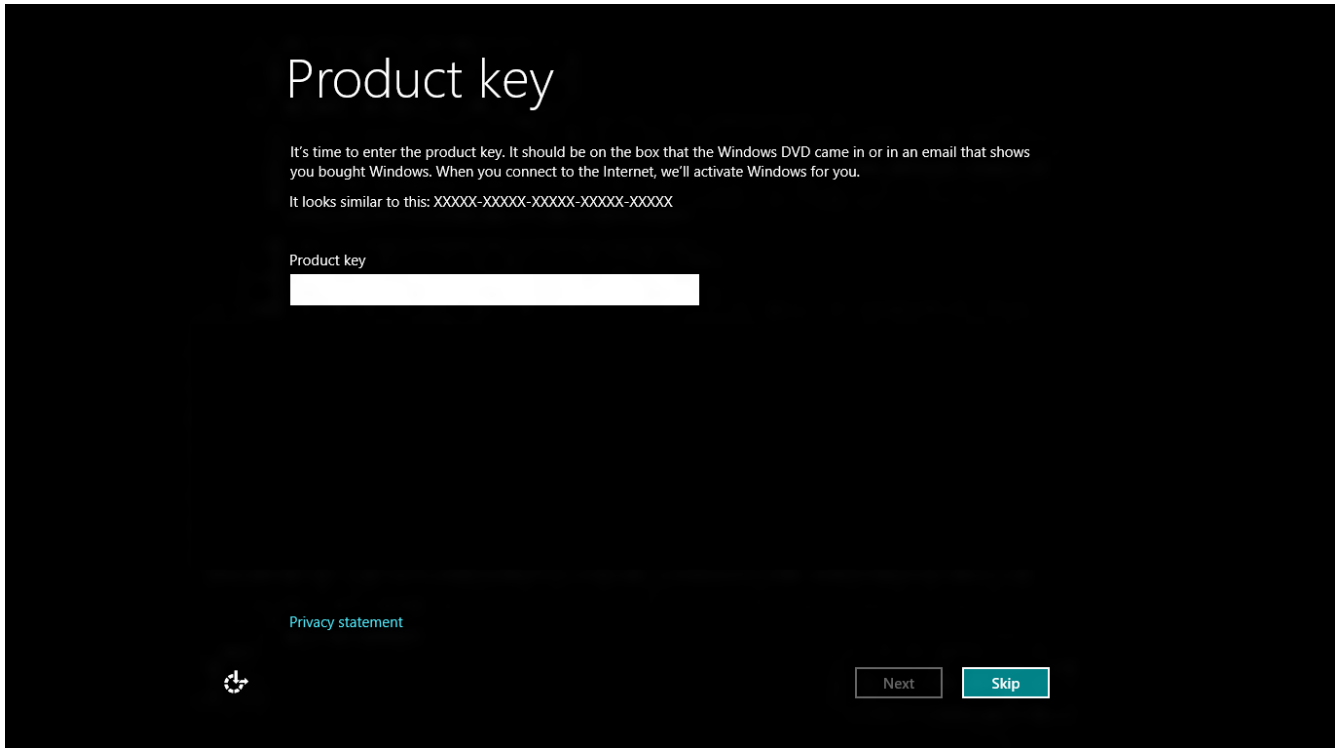 Product key
It's time to enter the product key. It should be on the box that the Windows DVD came in or in an email that shows
you bought Windows. When you connect to the Internet, we'll activate Windows for you.
It looks similar to this: XXXXX-XXXXX-XXXXX-XXXXX-XXXXX
Product key
Privacy statement
Next
Skip